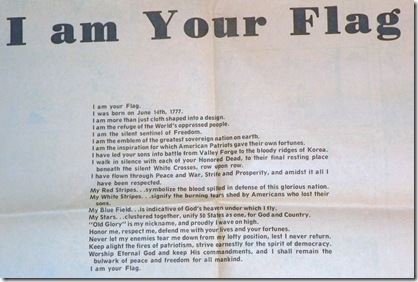 I am Your Flag
I am your Flag.
I was born on June 14th, 1777.
I am more than just cloth shaped into a design.
I am the refuge of the World's oppressed people.
I am the silent sentinel of Freedom.
I am the emblem of the greatest sovereign nation on earth.
I am the inspiration for which American Patriots gave their own fortunes.
I have led your sons into battle from Valley Forge to the bloody ridges of Korea.
I walk in silence with each of your Honored Dead, to their final resting place
beneath the silent White Crosses, row upon row.
I have flown through Peace and War, Strife and Prosperity, and amidst it all I
have been respected.
My Red Stripes. . .symbolize the blood spilled in defense of this glorious nation.
My White Stripes. . .signify the burning tears shed by Americans who lost their
sons.
My Blue Field. . .is indicative of God's heaven under which I fly.
My Stars. . .clustered together, unify 50 States as one, for God and Country.
"Old Glory" is my nickname, and proudly I wave on high.
Honor me, respect me, defend me with your lives and your fortunes.
Never let my enemies tear me down from my lofty position, lest I never return.
Keep alight the fires of patriotism, strive earnestly for the spirit of democracy.
Worship Eternal God and keep His commandments, and I shall remain the
bulwark of peace and freedom for all mankind.
I am your Flag.